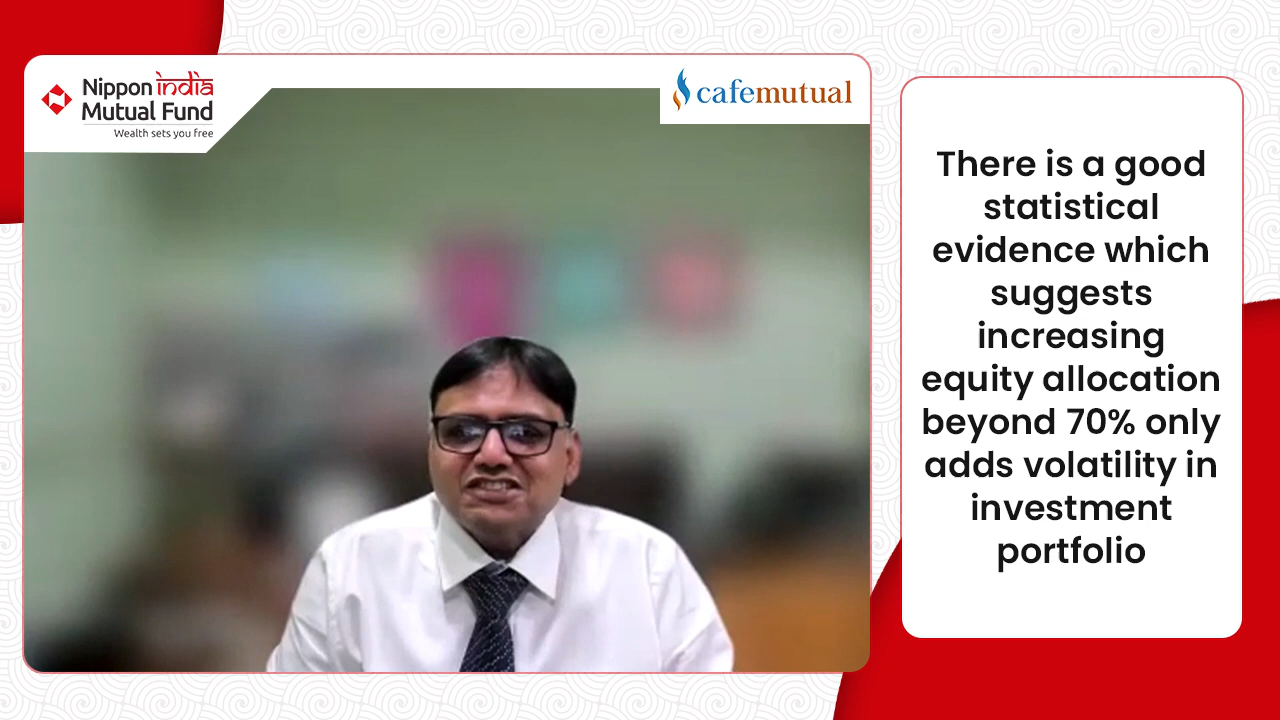 Nippon india
Mutual Fund
Wealth sets you free
cafemutual
There is a good
statistical
evidence which
suggests
increasing
equity allocation
beyond 70% only
adds volatility in
investment
portfolio